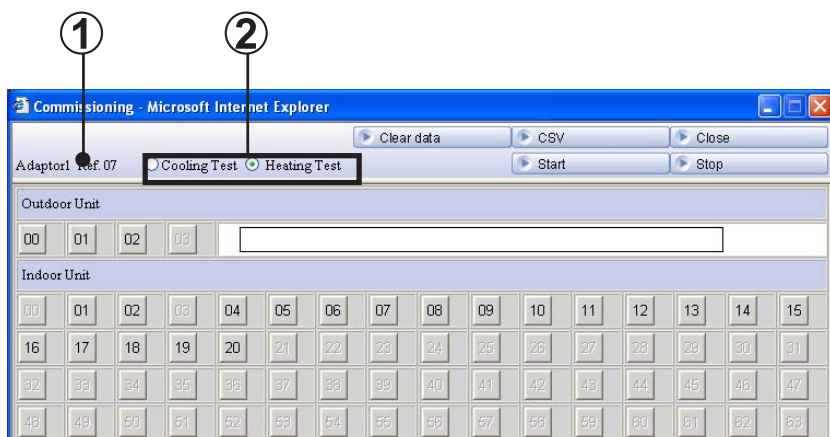 1 2
Commissioning - Microsoft Internet Explorer
Clear data CSV Close
Adaptor1 Ref. 07 Cooling Test Heating Test Start Stop
Outdoor Unit
00 01 02 03
Indoor Unit
00 01 02 03 04 05 06 07 08 09 10 11 12 13 14 15
16 17 18 19 20 21 22 23 24 25 26 27 28 29 30 31
32 33 34 35 36 37 38 39 40 41 42 43 44 45 46 47
48 49 50 51 52 53 54 55 56 57 58 59 60 61 62 63